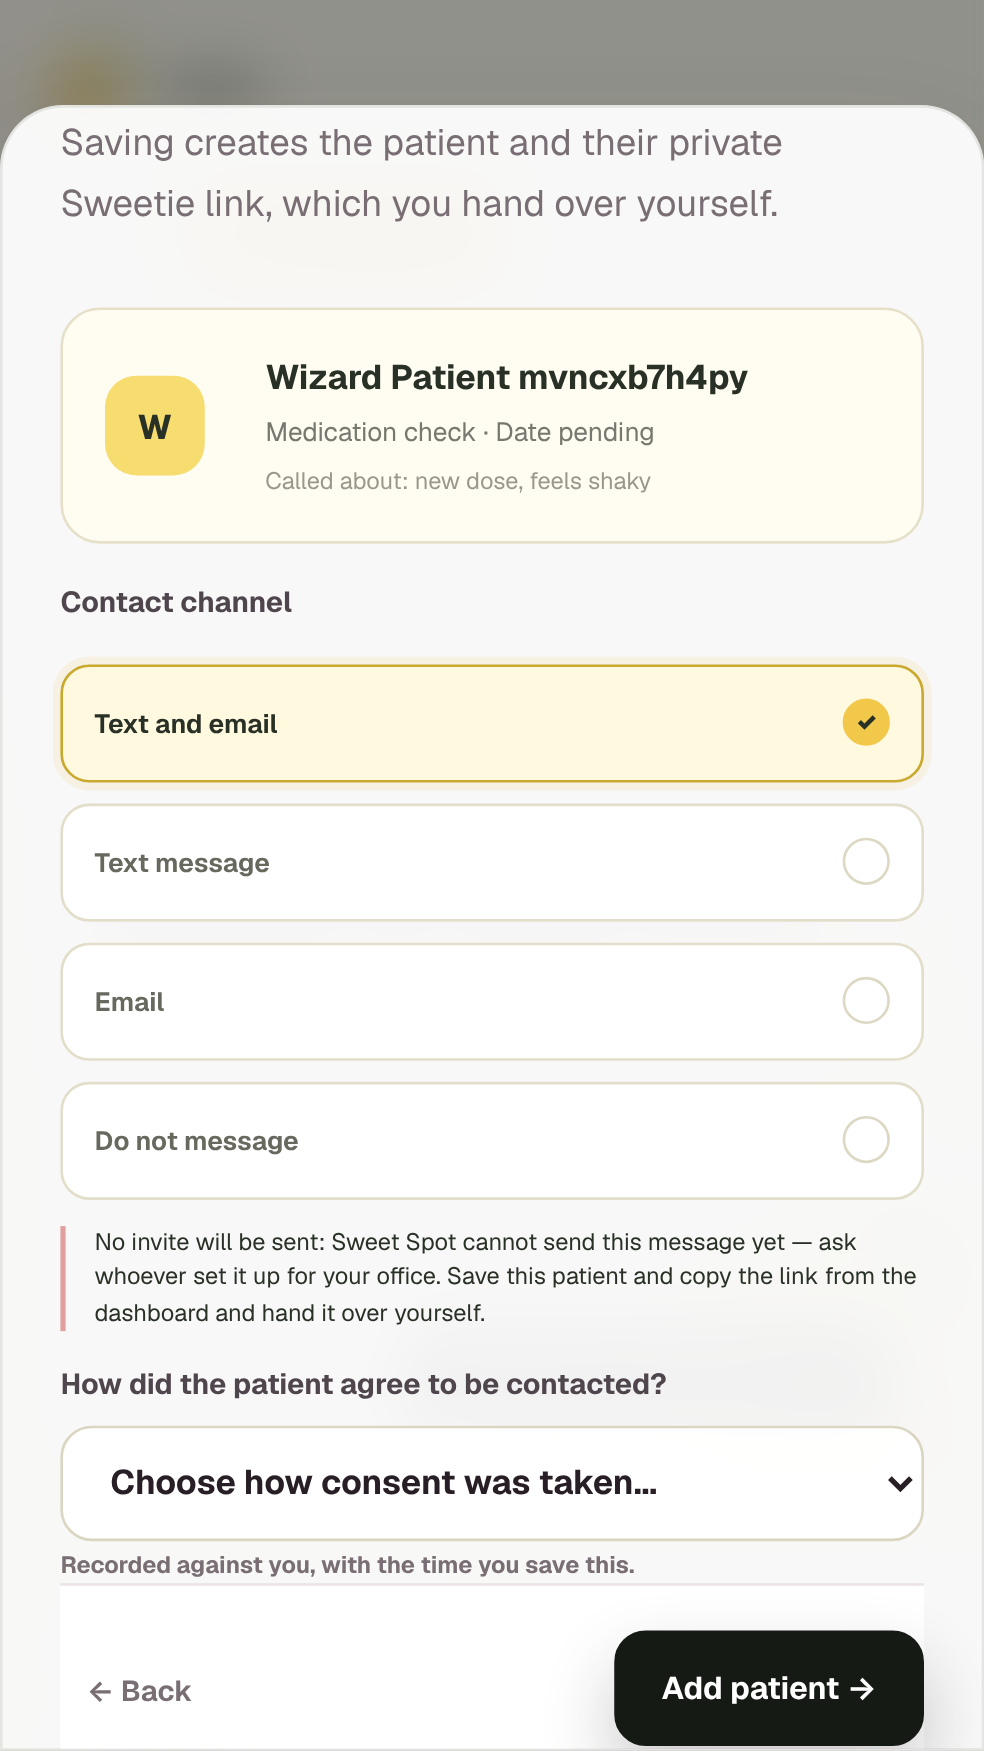 Saving creates the patient and their private
Sweetie link, which you hand over yourself.
W
Wizard Patient mvncxb7h4py
Medication check · Date pending
Called about: new dose, feels shaky
Contact channel
Text and email
Text message
Email
Do not message
No invite will be sent: Sweet Spot cannot send this message yet — ask
whoever set it up for your office. Save this patient and copy the link from the
dashboard and hand it over yourself.
How did the patient agree to be contacted?
Choose how consent was taken...
Recorded against you, with the time you save this.
← Back
Add patient →